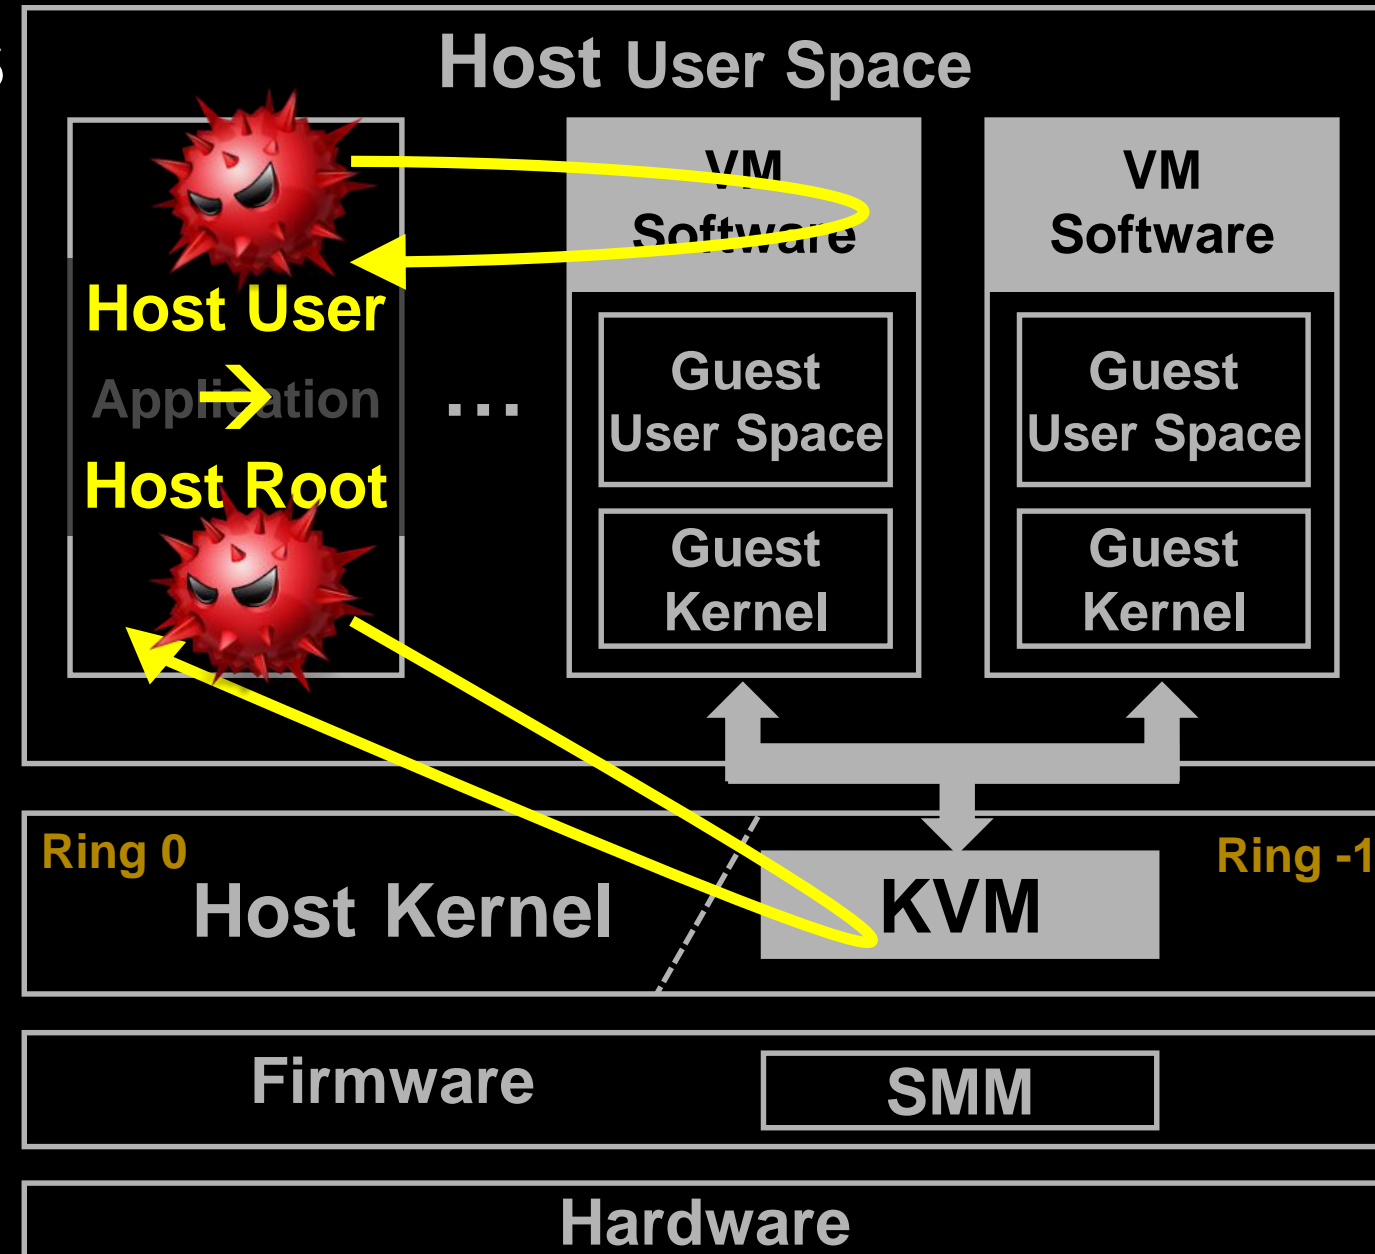 s
Host User Space
VM
Software
VM
Software
Host User
Application
Host Root
...
Guest
User Space
Guest
Kernel
Guest
User Space
Guest
Kernel
Ring 0
Host Kernel
KVM
Ring -1
Firmware
SMM
Hardware